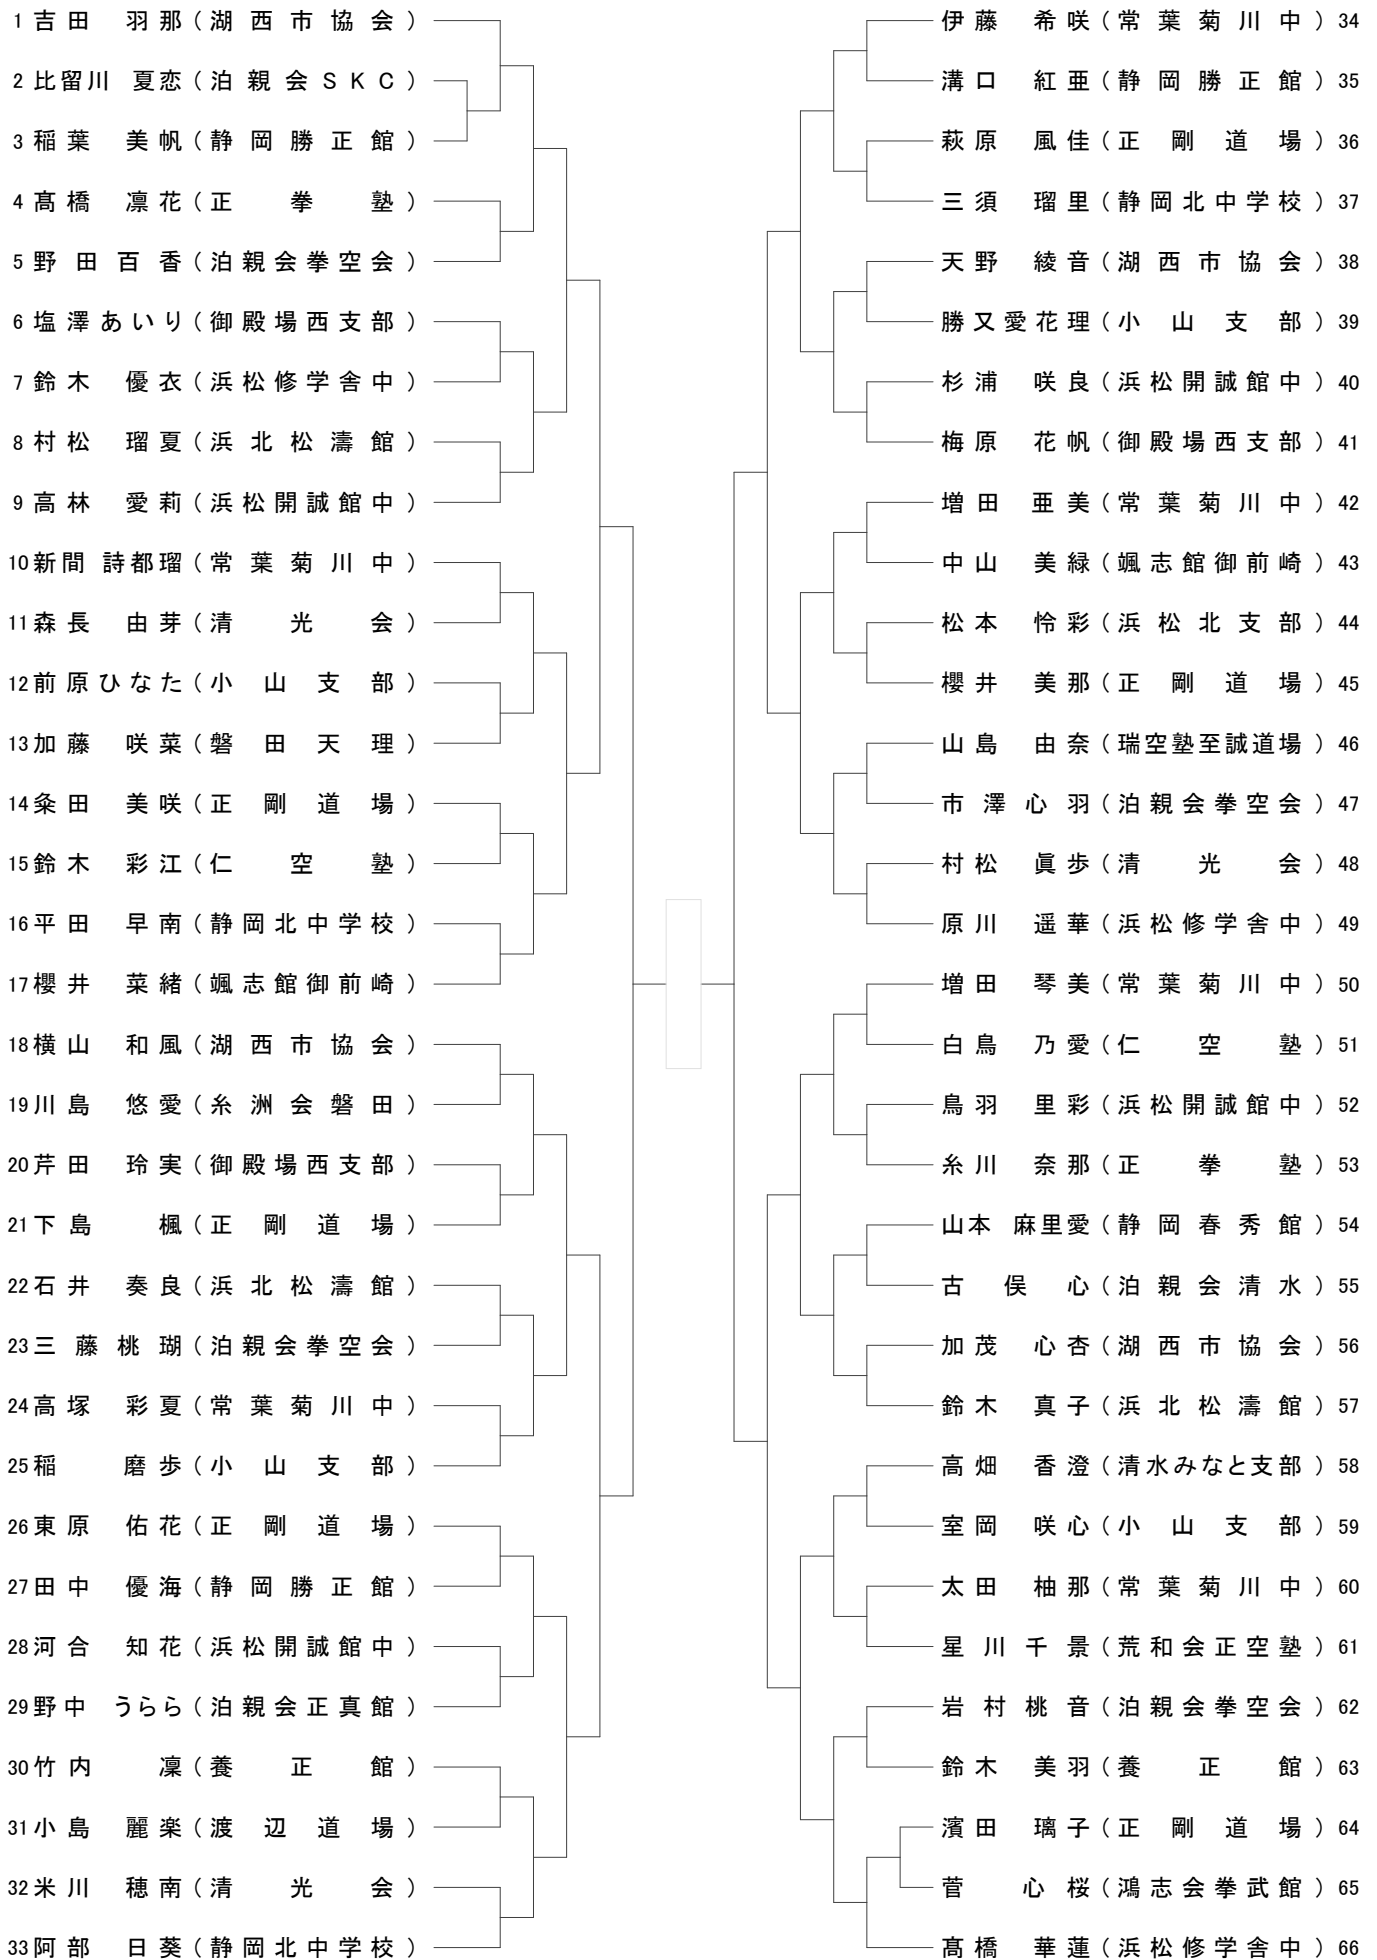 1 吉田 羽那(湖西市協会)
2 比留川 夏恋(泊親会SKC)
3 稲葉 美帆(静岡勝正館)
4 髙橋 凛花(正拳塾)
5 野田百香(泊親会拳空会)
6 塩澤あいり(御殿場西支部)
7 鈴木 優衣(浜松修学舎中)
8 村松 瑠夏(浜北松濤館)
9 高林 愛莉(浜松開誠館中)
10 新間 詩都瑠(常葉菊川中)
11 森長 由芽(清光会)
12 前原ひなた(小山支部)
13 加藤 咲菜(磐田天理)
14 粂田 美咲(正剛道場)
15 鈴木 彩江(仁空塾)
16 平田 早南(静岡北中学校)
17 櫻井 菜緒(颯志館御前崎)
18 横山 和風(湖西市協会)
19 川島 悠愛(糸洲会磐田)
20 芹田 玲実(御殿場西支部)
21 下島 楓(正剛道場)
22 石井 奏良(浜北松濤館)
23 三藤桃瑚(泊親会拳空会)
24 高塚 彩夏(常葉菊川中)
25 稲 磨歩(小山支部)
26 東原 佑花(正剛道場)
27 田中 優海(静岡勝正館)
28 河合 知花(浜松開誠館中)
29 野中 うらら(泊親会正真館)
30 竹内 凜(養正館)
31 小島 麗楽(渡辺道場)
32 米川 穂南(清光会)
33 阿部 日葵(静岡北中学校)
伊藤 希咲(常葉菊川中) 34
溝口 紅亜(静岡勝正館) 35
萩原 風佳(正剛道場) 36
三須 瑠里(静岡北中学校) 37
天野 綾音(湖西市協会) 38
勝又愛花理(小山支部) 39
杉浦 咲良(浜松開誠館中) 40
梅原 花帆(御殿場西支部) 41
増田 亜美(常葉菊川中) 42
中山 美緑(颯志館御前崎) 43
松本 怜彩(浜松北支部) 44
櫻井 美那(正剛道場) 45
山島 由奈(瑞空塾至誠道場) 46
市澤心羽(泊親会拳空会) 47
村松 眞歩(清光会) 48
原川 遥華(浜松修学舎中) 49
増田 琴美(常葉菊川中) 50
白鳥 乃愛(仁空塾) 51
鳥羽 里彩(浜松開誠館中) 52
糸川 奈那(正拳塾) 53
山本 麻里愛(静岡春秀館) 54
古俣心(泊親会清水) 55
加茂 心杏(湖西市協会) 56
鈴木 真子(浜北松濤館) 57
高畑 香澄(清水みなと支部) 58
室岡 咲心(小山支部) 59
太田 柚那(常葉菊川中) 60
星川千景(荒和会正空塾) 61
岩村桃音(泊親会拳空会) 62
鈴木 美羽(養正館) 63
濱田 璃子(正剛道場) 64
菅 心桜(鴻志会拳武館) 65
髙橋 華蓮(浜松修学舎中) 66